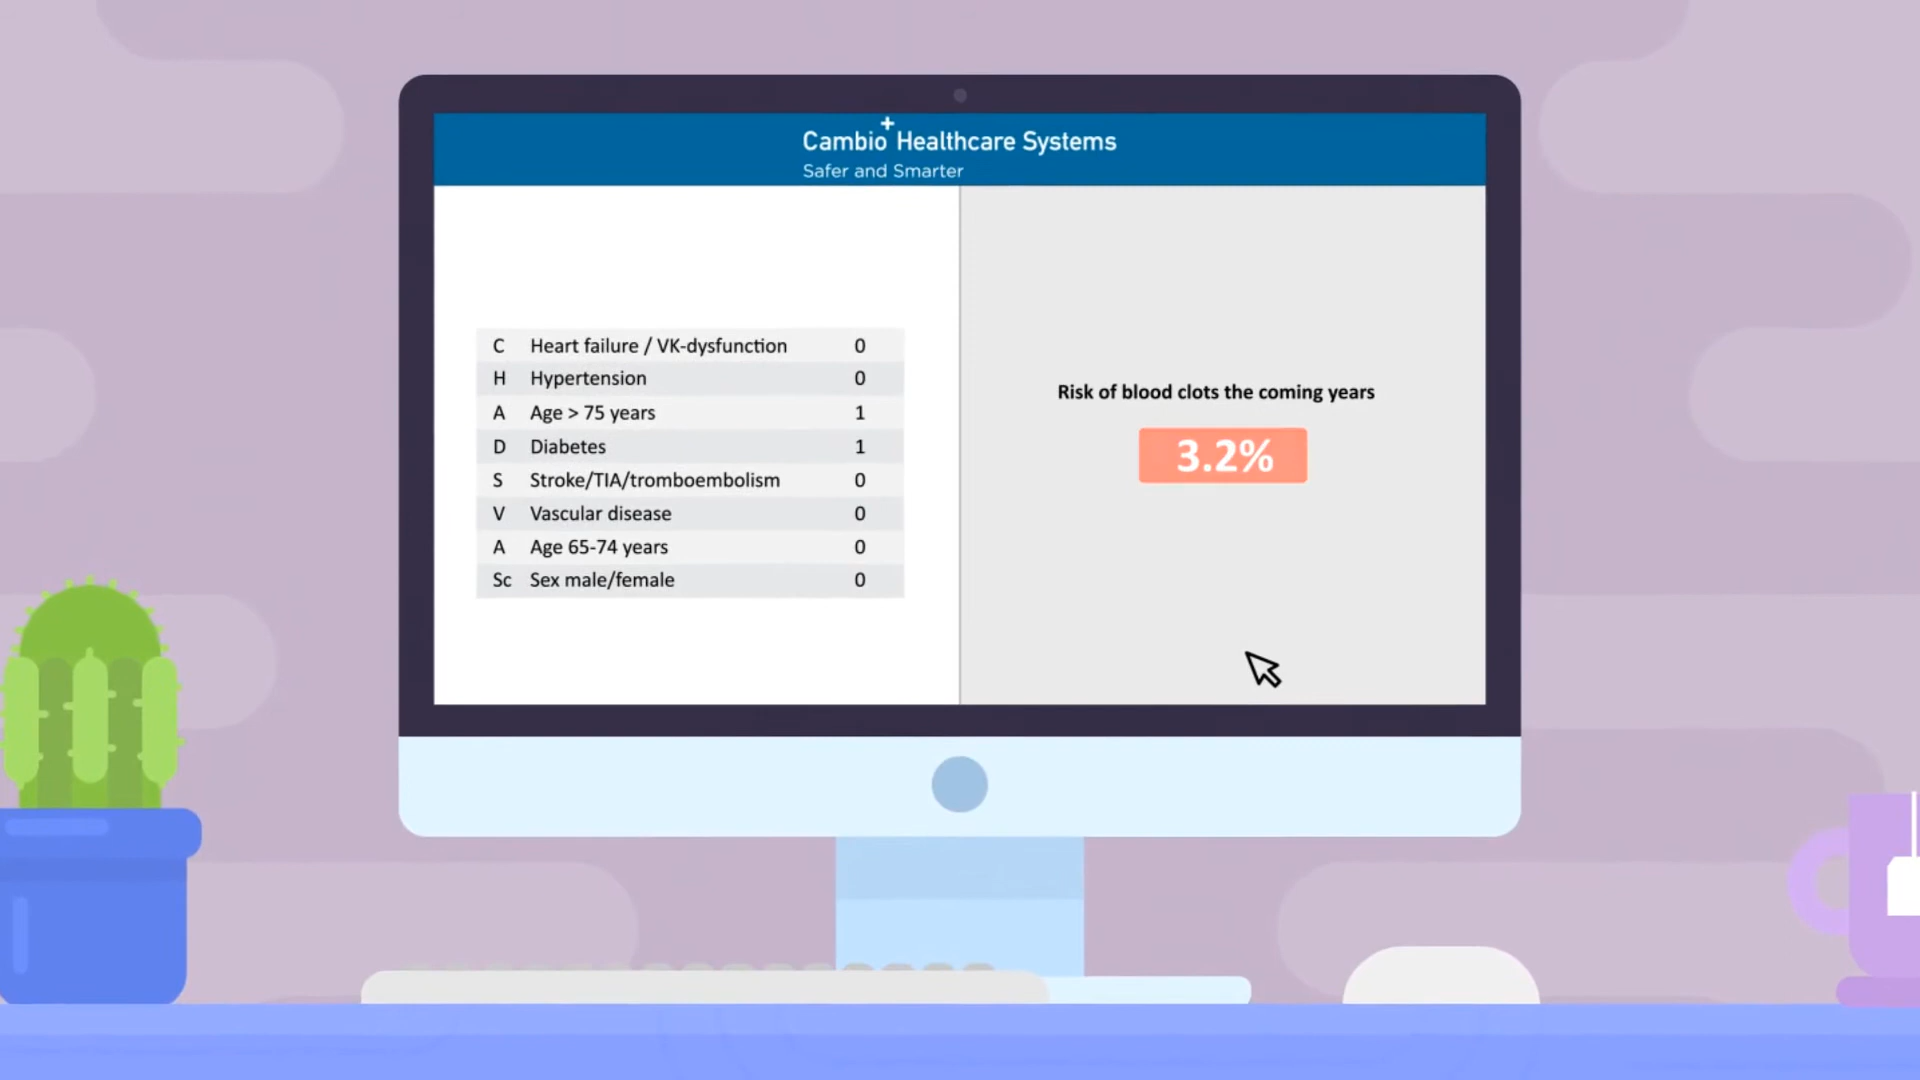 Cambio Healthcare Systems
Safer and Smarter
C Heart failure / VK-dysfunction 0
H Hypertension 0
A Age > 75 years 1
D Diabetes 1
S Stroke/TIA/tromboembolism 0
V Vascular disease 0
A Age 65-74 years 0
Sc Sex male/female 0
Risk of blood clots the coming years
3.2%